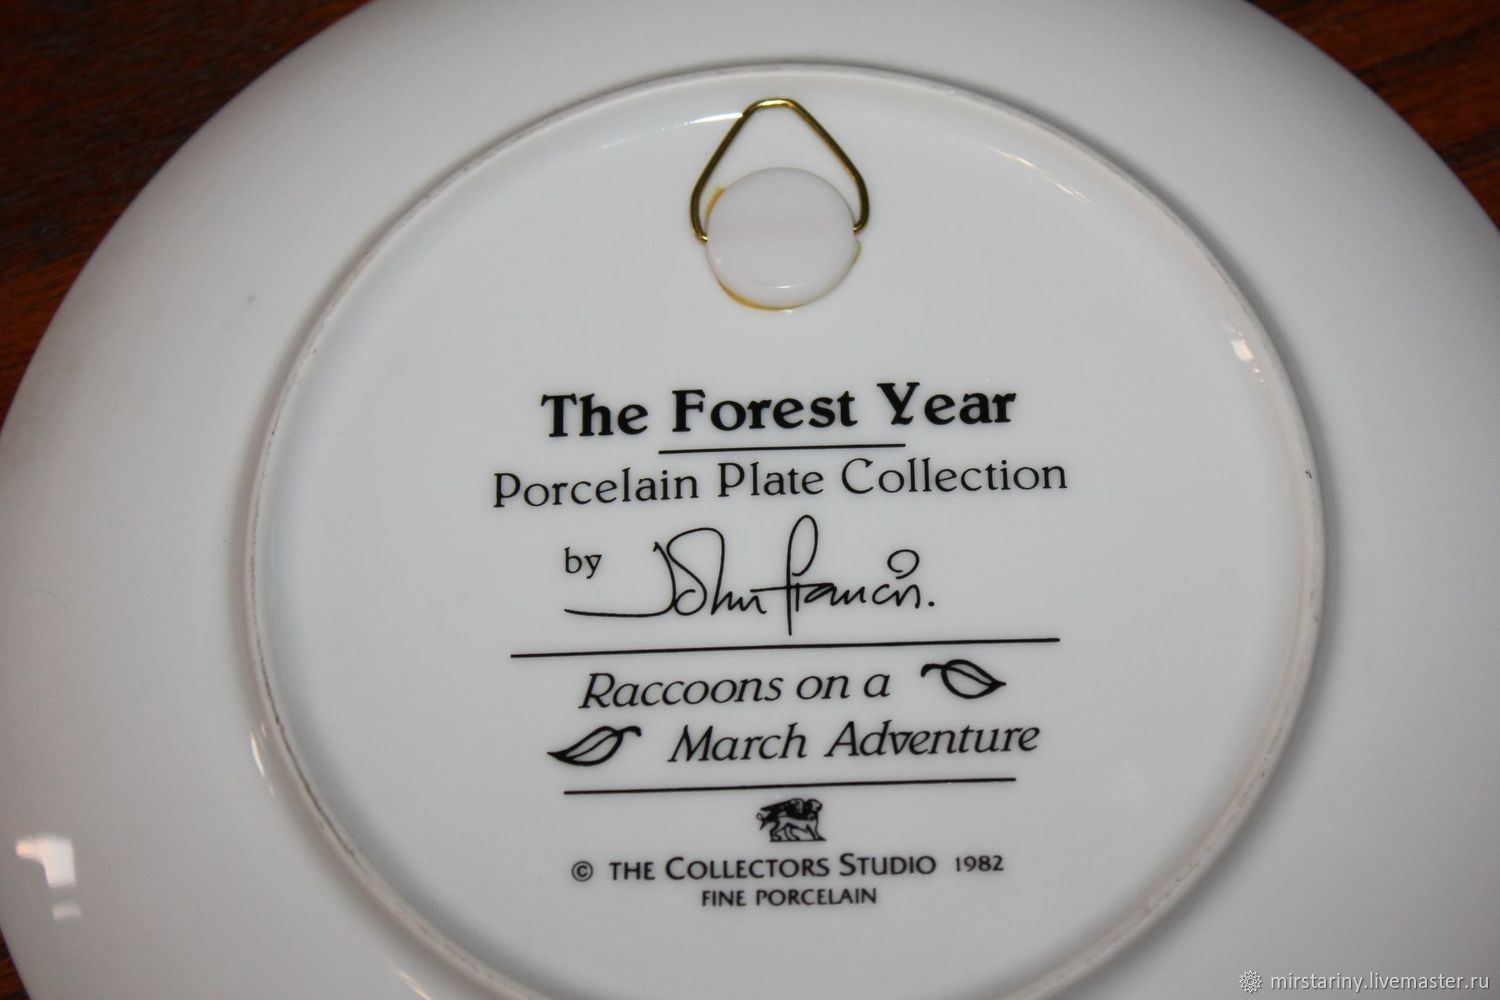 The Forest Year
Porcelain Plate Collection
by John Francis.
Raccoons on a
March Adventure
© THE COLLECTORS STUDIO 1982
FINE PORCELAIN
mirstariny.livemaster.ru